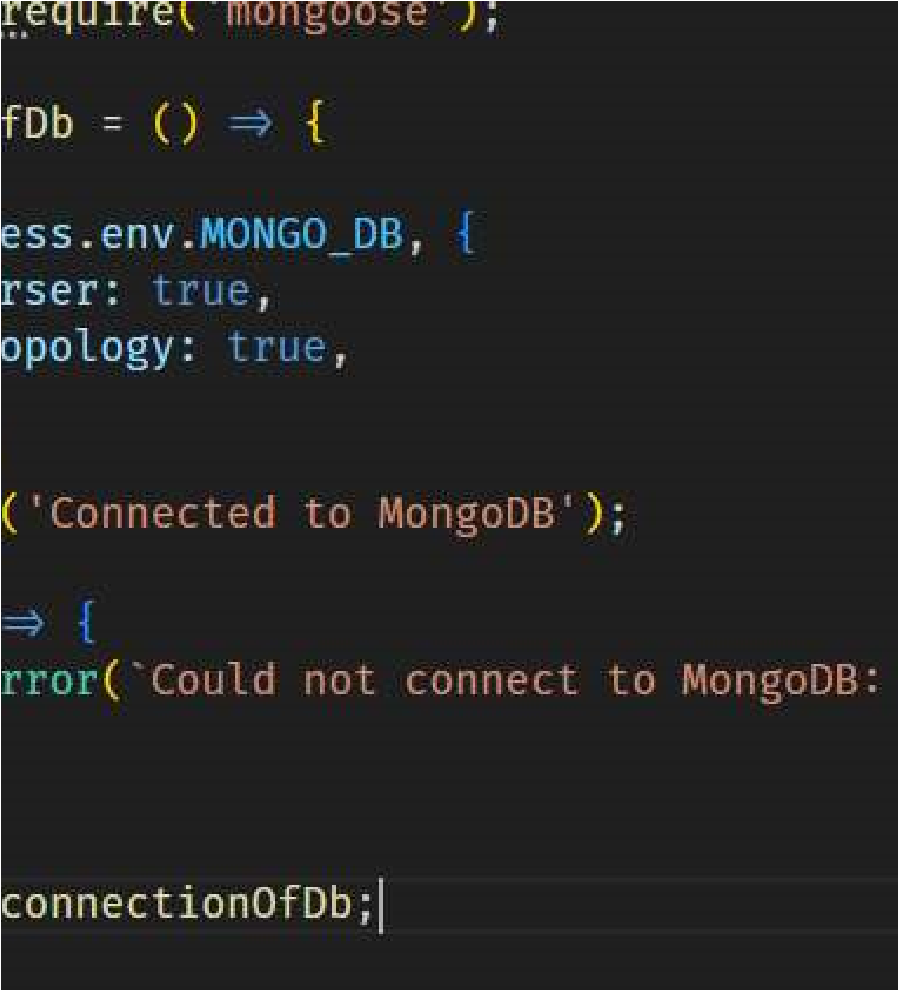 require('mongoose');
fDb = () => {
ess.env.MONGO_DB, {
rser: true,
opology: true,
('Connected to MongoDB');
=> {
rror(`Could not connect to MongoDB:
connectionOfDb;